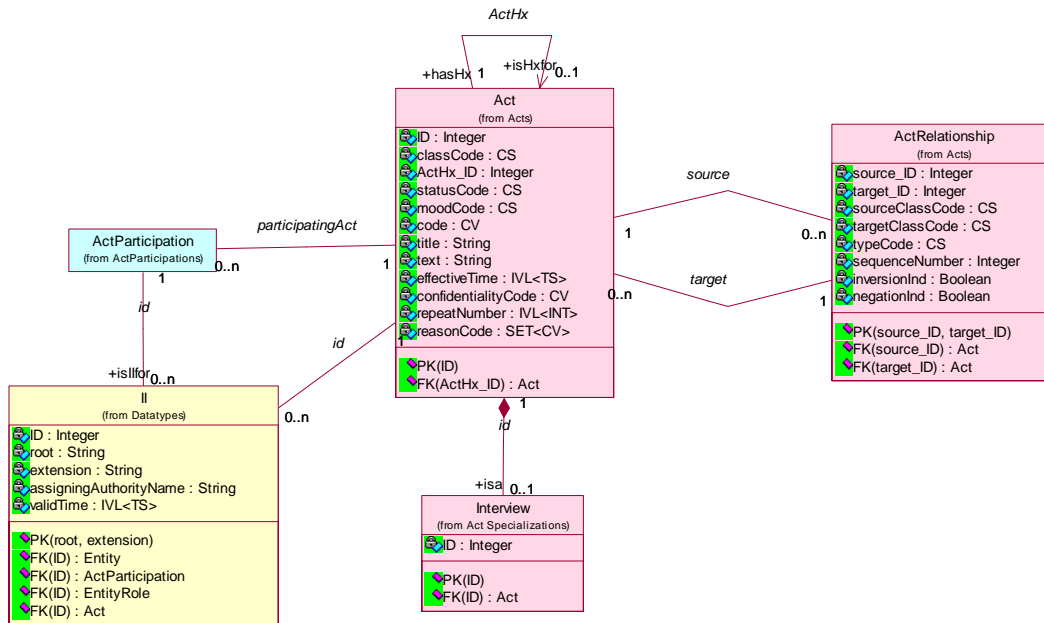 ActHx
+hasHx 1
+isHxfor 0..1
Act
(from Acts)
ID : Integer
classCode : CS
ActHx_ID : Integer
statusCode : CS
moodCode : CS
code : CV
title : String
text : String
effectiveTime : IVL<TS>
confidentialityCode : CV
repeatNumber : IVL<INT>
reasonCode : SET<CV>
PK(ID)
FK(ActHx_ID) : Act
ActRelationship
(from Acts)
source_ID : Integer
target_ID : Integer
sourceClassCode : CS
targetClassCode : CS
typeCode : CS
sequenceNumber : Integer
inversionInd : Boolean
negationInd : Boolean
PK(source_ID, target_ID)
FK(source_ID) : Act
FK(target_ID) : Act
source
1
0..n
target
0..n
1
ActParticipation
(from ActParticipations)
participatingAct
0..n
1
1
id
+isIIfor 0..n
id
1
0..n
II
(from Datatypes)
ID : Integer
root : String
extension : String
assigningAuthorityName : String
validTime : IVL<TS>
PK(root, extension)
FK(ID) : Entity
FK(ID) : ActParticipation
FK(ID) : EntityRole
FK(ID) : Act
1
id
+isa 0..1
Interview
(from Act Specializations)
ID : Integer
PK(ID)
FK(ID) : Act